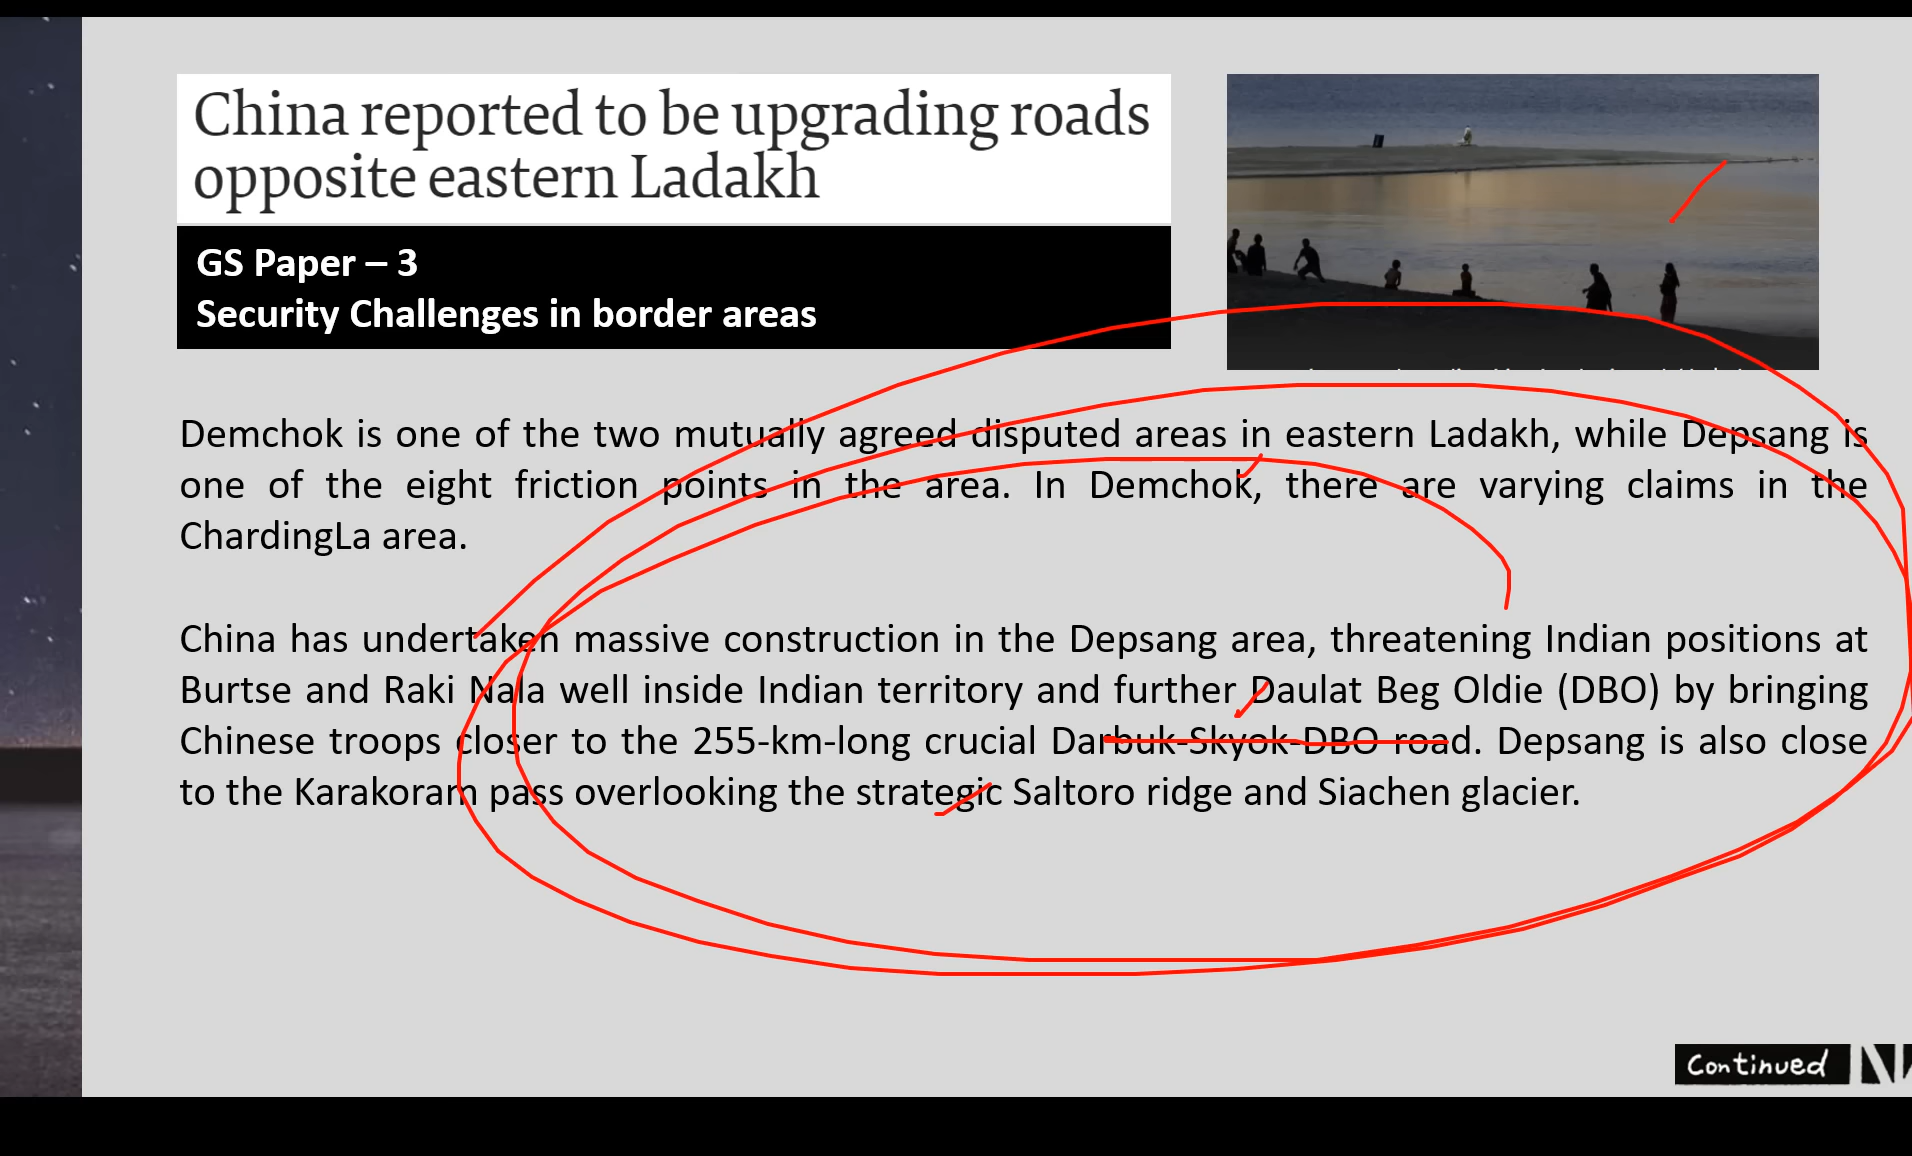 China reported to be upgrading roads
opposite eastern Ladakh
GS Paper – 3
Security Challenges in border areas
Demchok is one of the two mutually agreed disputed areas in eastern Ladakh, while Depsang is
one of the eight friction points in the area. In Demchok, there are varying claims in the
ChardingLa area.
China has undertaken massive construction in the Depsang area, threatening Indian positions at
Burtse and Raki Nala well inside Indian territory and further Daulat Beg Oldie (DBO) by bringing
Chinese troops closer to the 255-km-long crucial Darbuk-Skyok-DBO road. Depsang is also close
to the Karakoram pass overlooking the strategic Saltoro ridge and Siachen glacier.
Continued